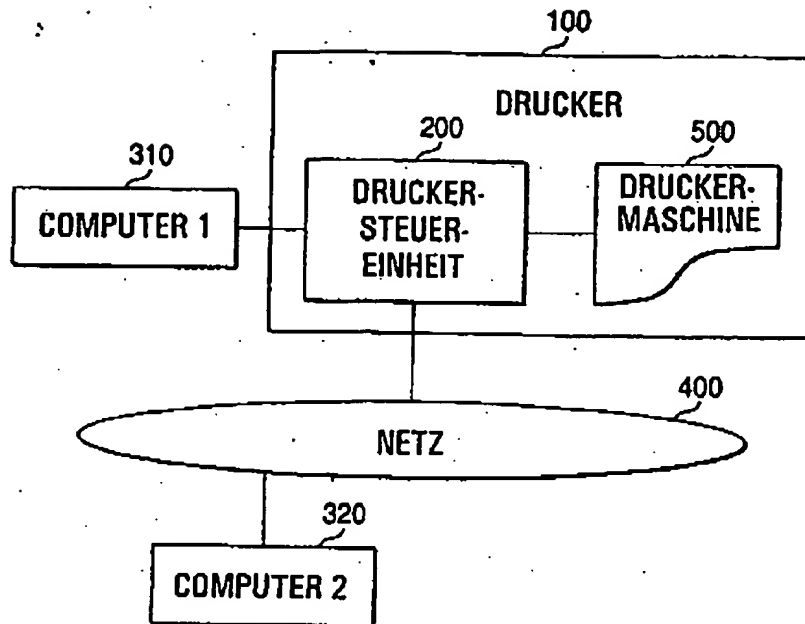 100
DRUCKER
200
500
310
DRUCKER-
STEUER-
EINHEIT
DRUCKER-
MASCHINE
COMPUTER 1
400
NETZ
320
COMPUTER 2